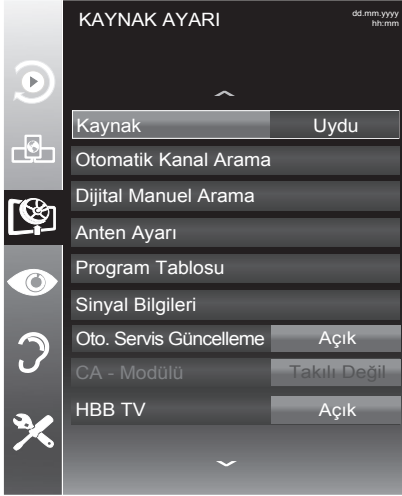 KAYNAK AYARI
dd.mm.yyyy
hh:mm
Kaynak Uydu
Otomatik Kanal Arama
Dijital Manuel Arama
Anten Ayarı
Program Tablosu
Sinyal Bilgileri
Oto. Servis Güncelleme Açık
CA - Modülü Takılı Değil
HBB TV Açık